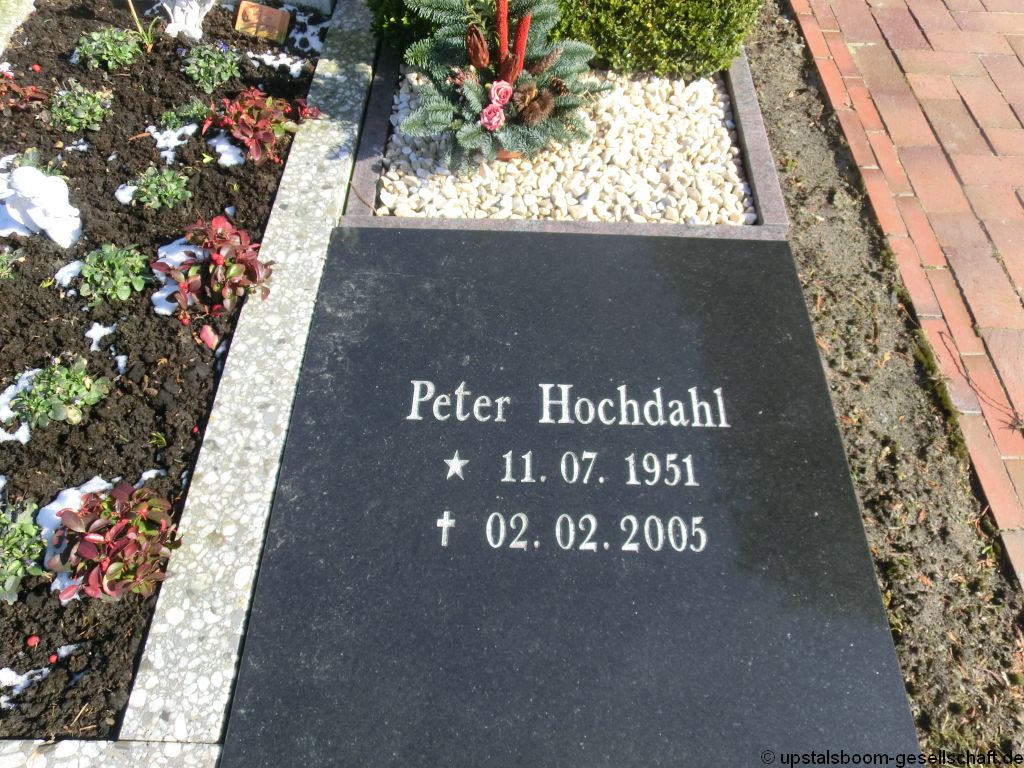 Peter Hochdahl
★ 11. 07. 1951
✝ 02. 02. 2005
© upstalsboom-gesellschaft.de